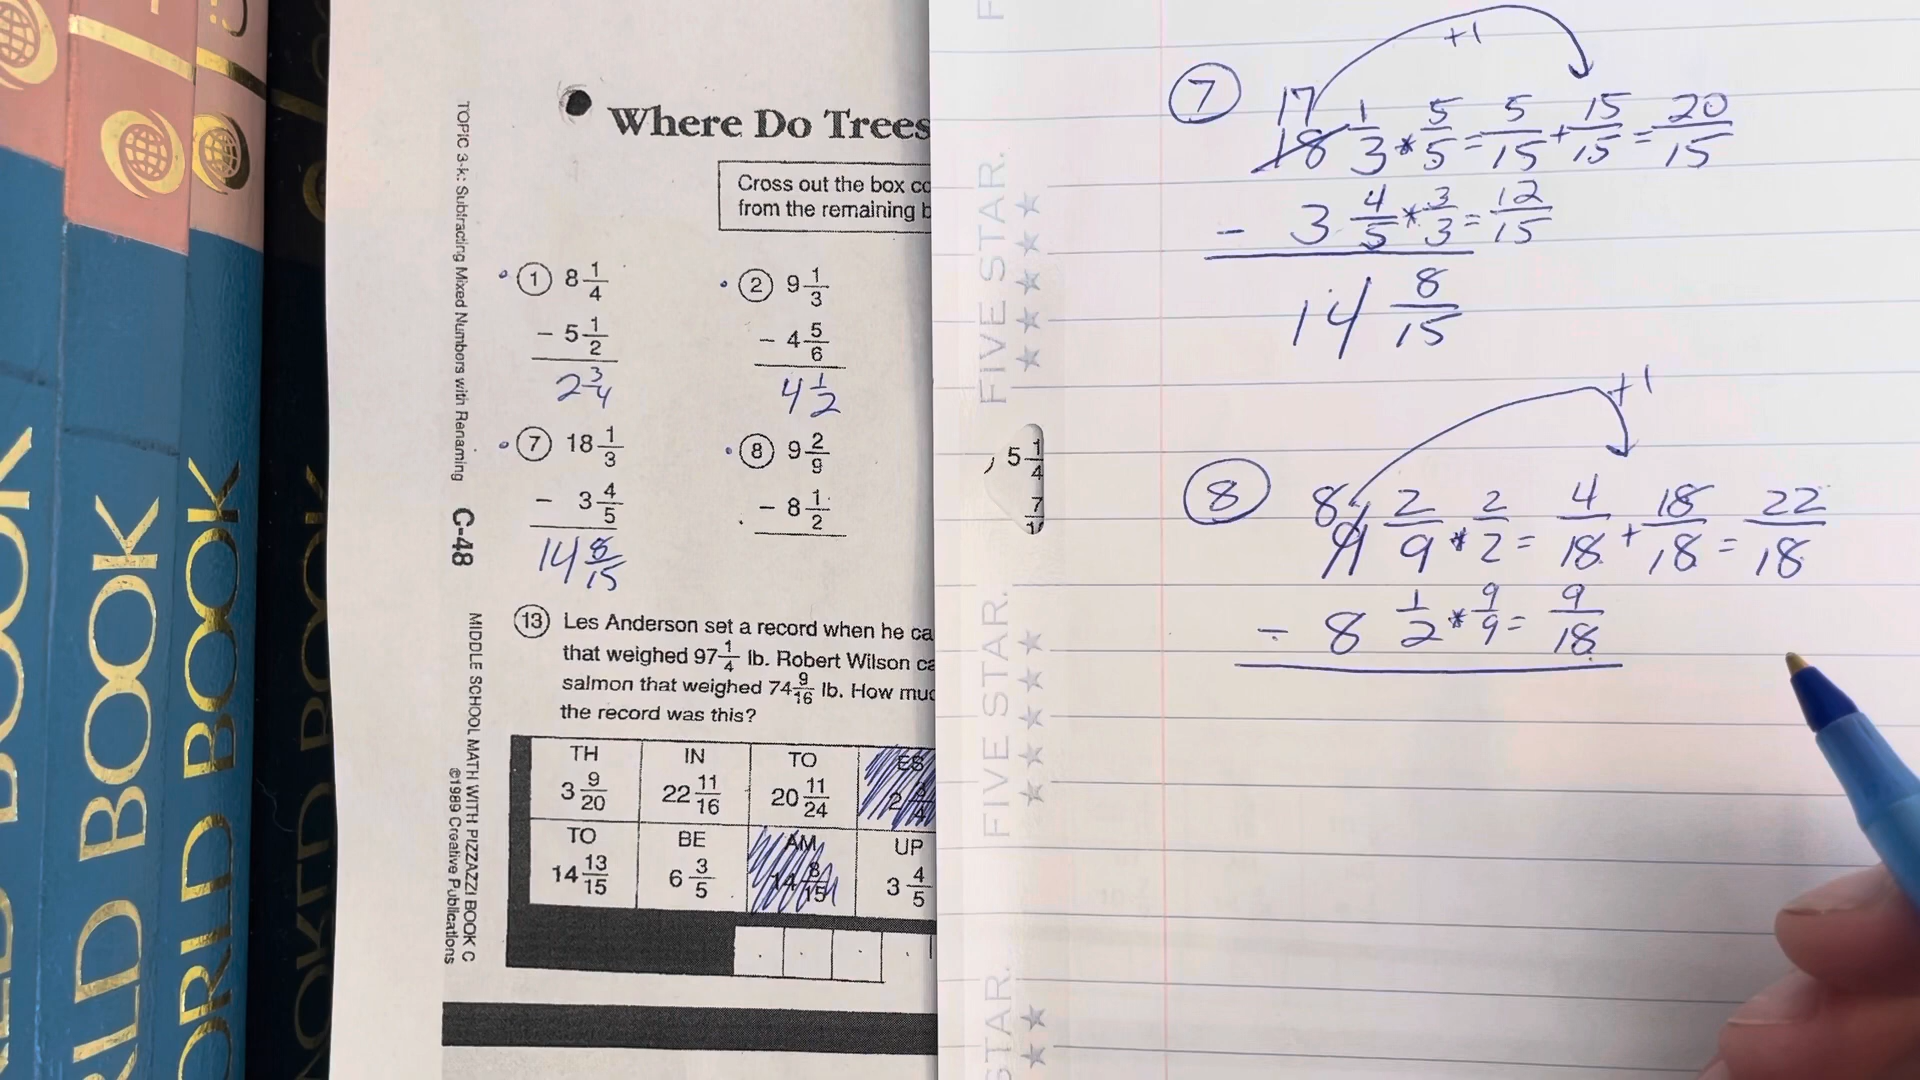 WORLD BOOK
WORLD BOOK
TOPIC 3-k: Subtracting Mixed Numbers with Renaming
C-48
MIDDLE SCHOOL MATH WITH PIZZAZZ! BOOK C
©1989 Creative Publications
Where Do Trees
Cross out the box co
from the remaining b
① 8 1/4
- 5 1/2
2 3/4
② 9 1/3
- 4 5/6
4 1/2
⑦ 18 1/3
- 3 4/5
14 8/15
⑧ 9 2/9
- 8 1/2
⑬ Les Anderson set a record when he ca
that weighed 97 1/4 lb. Robert Wilson ca
salmon that weighed 74 9/16 lb. How muc
the record was this?
TH IN TO ES
3 9/20 22 11/16 20 11/24 2 3/4
TO BE AM UP
14 13/15 6 3/5 14 8/15 3 4/5
FIVE STAR.
FIVE STAR.
STAR.
5 1/4
+1
⑦ 17
18 1/3 * 5/5 = 5/15 + 15/15 = 20/15
- 3 4/5 * 3/3 = 12/15
14 8/15
+1
⑧ 8
9 2/9 * 2/2 = 4/18 + 18/18 = 22/18
- 8 1/2 * 9/9 = 9/18